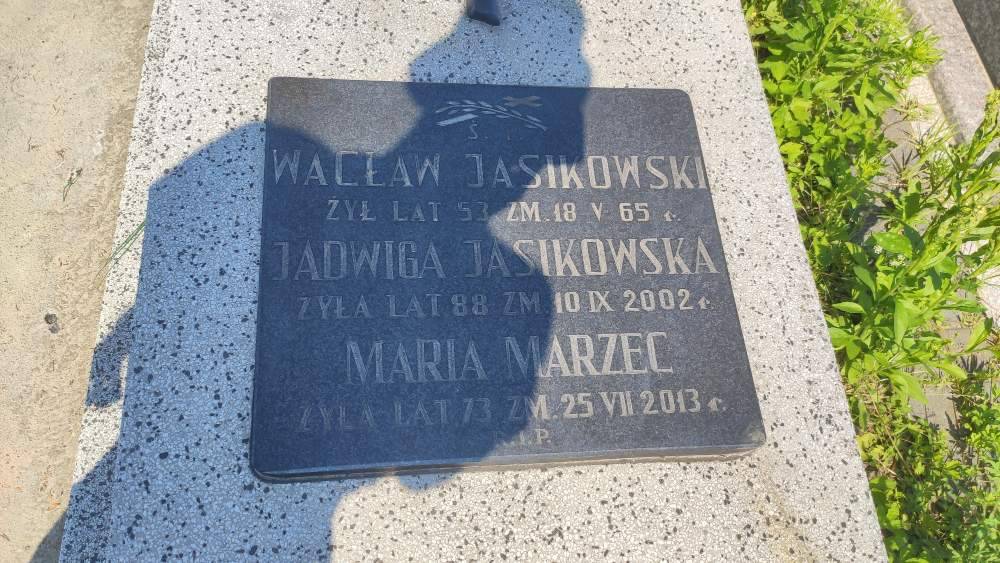 Ś
WACŁAW JASIKOWSKI
ŻYŁ LAT 53 ZM. 18 V 65 r.
JADWIGA JASIKOWSKA
ŻYŁA LAT 88 ZM. 10 IX 2002 r.
MARIA MARZEC
ŻYŁA LAT 73 ZM. 25 VII 2013 r.
R.I.P.